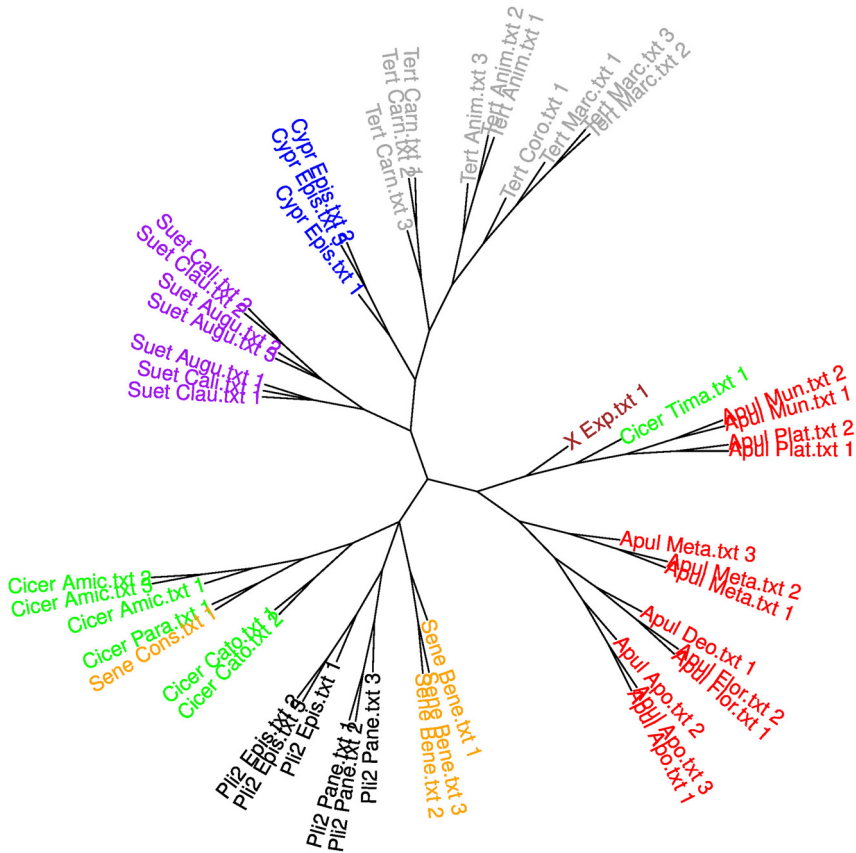 Tert Carn.txt 1
Tert Carn.txt 2
Tert Carn.txt 3
Tert Anim.txt 3
Tert Anim.txt 2
Tert Anim.txt 1
Tert Coro.txt 1
Tert Marc.txt 1
Tert Marc.txt 3
Tert Marc.txt 2
Cypr Epis.txt 2
Cypr Epis.txt 3
Cypr Epis.txt 1
Suet Cali.txt 2
Suet Clau.txt 2
Suet Augu.txt 2
Suet Augu.txt 3
Suet Augu.txt 1
Suet Cali.txt 1
Suet Clau.txt 1
X Exp.txt 1
Cicer Tima.txt 1
Apul Mun.txt 2
Apul Mun.txt 1
Apul Plat.txt 2
Apul Plat.txt 1
Apul Meta.txt 3
Apul Meta.txt 2
Apul Meta.txt 1
Apul Deo.txt 1
Apul Flor.txt 2
Apul Flor.txt 1
Apul Apo.txt 2
Apul Apo.txt 3
Apul Apo.txt 1
Cicer Amic.txt 2
Cicer Amic.txt 3
Cicer Amic.txt 1
Cicer Para.txt 1
Sene Cons.txt 1
Cicer Cato.txt 1
Cicer Cato.txt 2
Pli2 Epis.txt 2
Pli2 Epis.txt 3
Pli2 Epis.txt 1
Pli2 Pane.txt 1
Pli2 Pane.txt 2
Pli2 Pane.txt 3
Sene Bene.txt 1
Sene Bene.txt 3
Sene Bene.txt 2